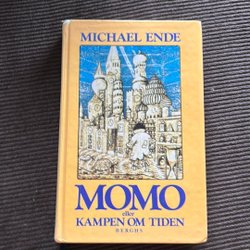 MICHAEL ENDE
MOMO
eller
KAMPEN OM TIDEN
BERGHS